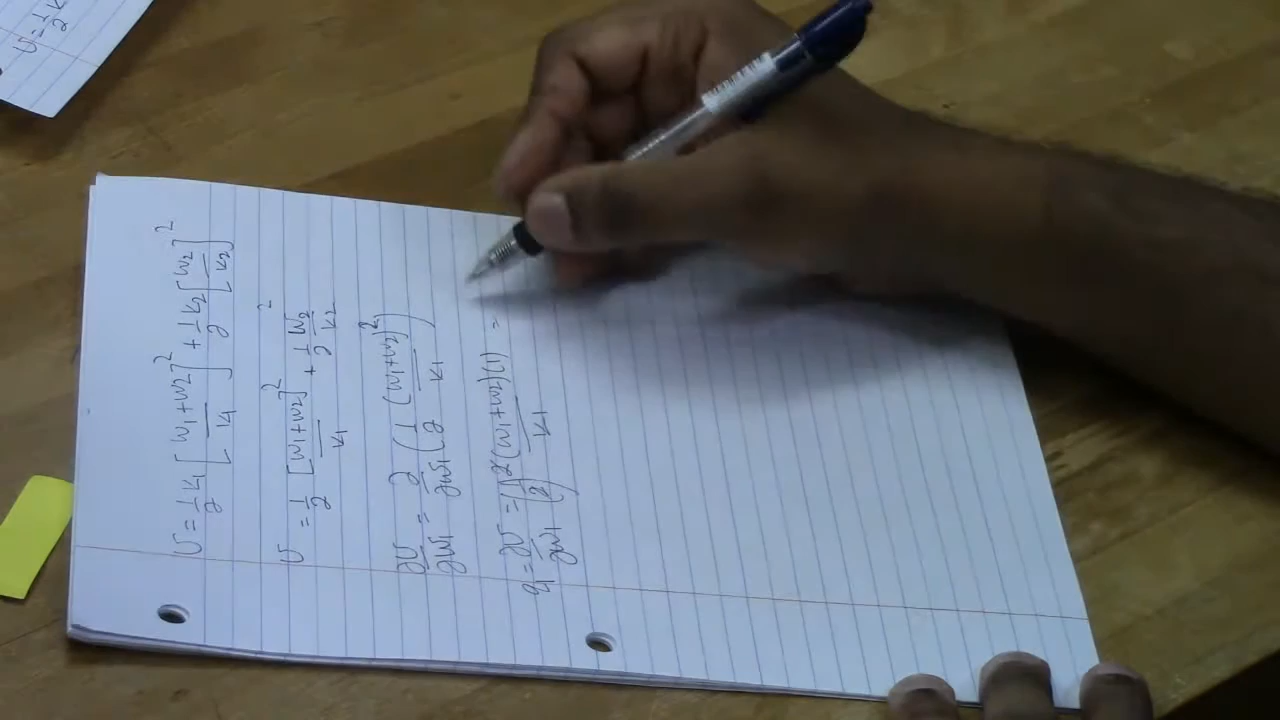 U = 1/2 k1 [(w1+w2)/k1]^2 + 1/2 k2 [w2/k2]^2
U = 1/2 [w1+w2]^2/k1 + 1/2 w2^2/k2
∂U/∂w1 = ∂/∂w1 (1/2 (w1+w2)^2/k1)
q1 = ∂U/∂w1 = (1/2) 2(w1+w2)(1)/k1 =
U = 1/2 k